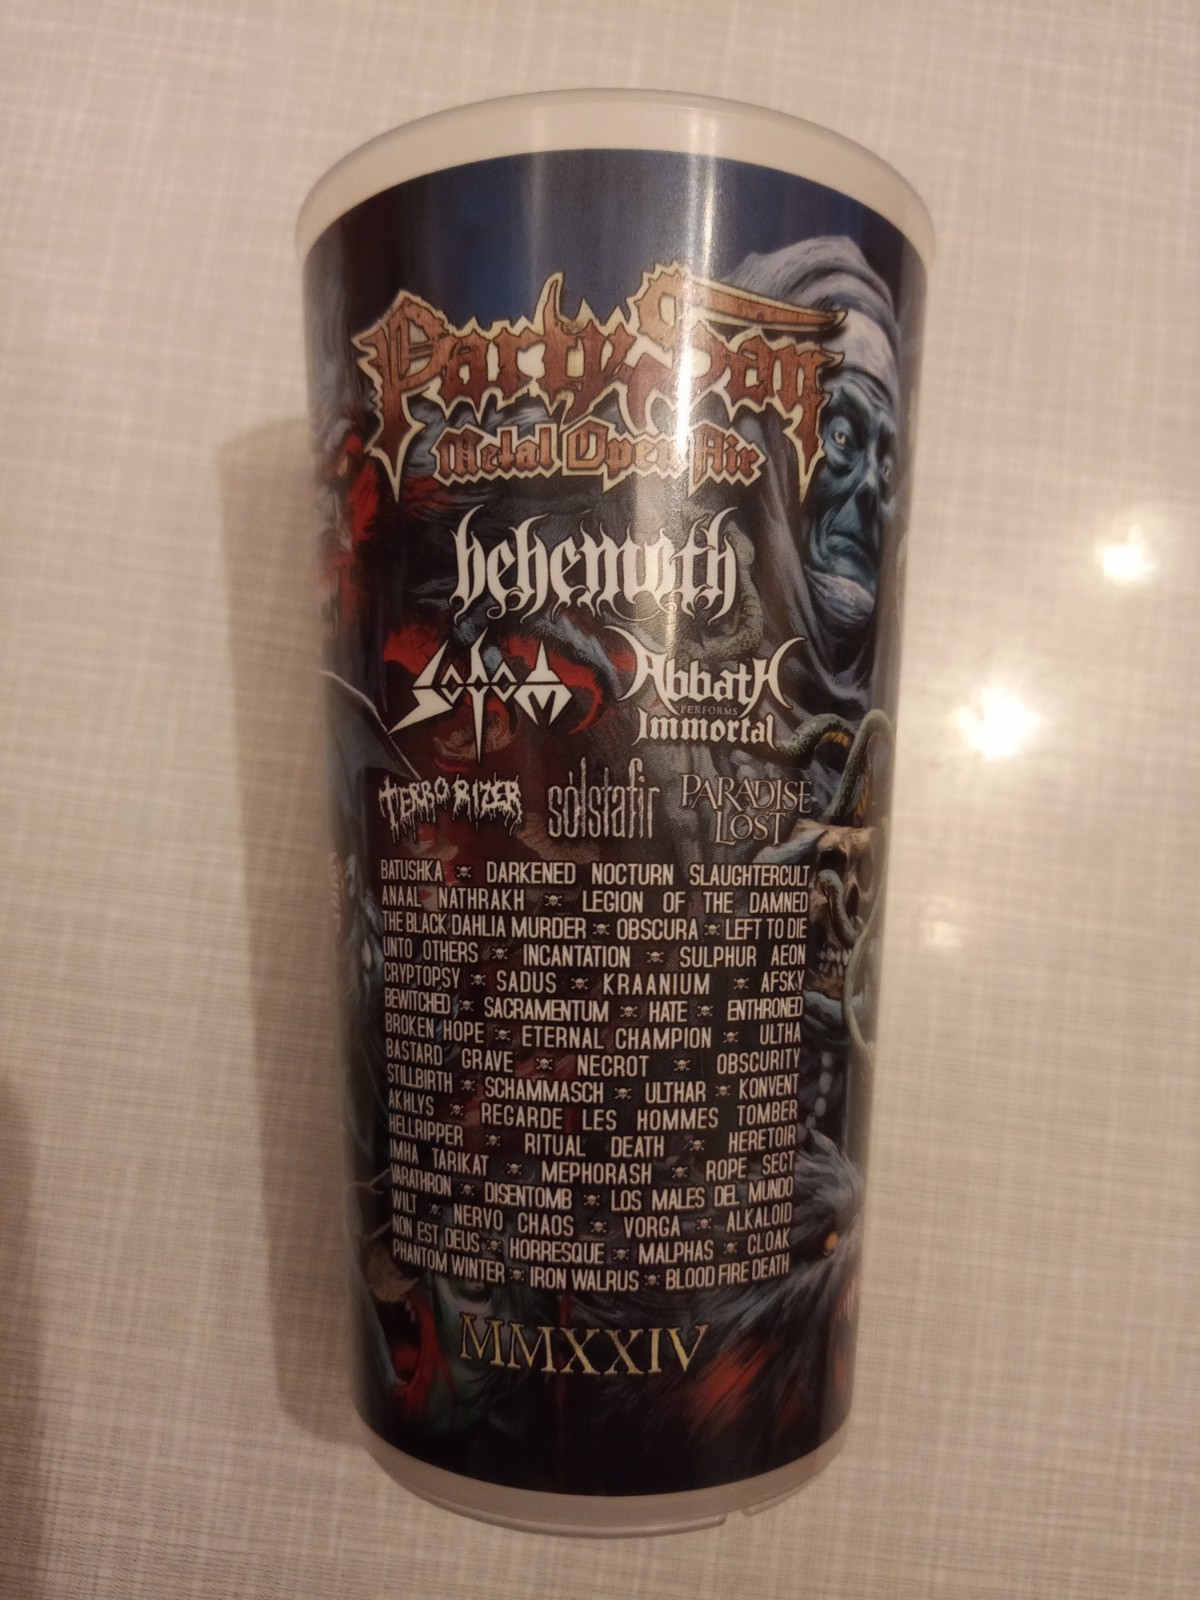 PartySan
Metal Open Air
behemoth
SODOM
Abbath
PERFORMS
Immortal
TERRORIZER sólstafir PARADISE LOST
BATUSHKA ☠ DARKENED NOCTURN SLAUGHTERCULT
ANAAL NATHRAKH ☠ LEGION OF THE DAMNED
THE BLACK DAHLIA MURDER ☠ OBSCURA ☠ LEFT TO DIE
UNTO OTHERS ☠ INCANTATION ☠ SULPHUR AEON
CRYPTOPSY ☠ SADUS ☠ KRAANIUM ☠ AFSKY
BEWITCHED ☠ SACRAMENTUM ☠ HATE ☠ ENTHRONED
BROKEN HOPE ☠ ETERNAL CHAMPION ☠ ULTHA
BASTARD GRAVE ☠ NECROT ☠ OBSCURITY
STILLBIRTH ☠ SCHAMMASCH ☠ ULTHAR ☠ KONVENT
AKHLYS ☠ REGARDE LES HOMMES TOMBER
HELLRIPPER ☠ RITUAL DEATH ☠ HERETOIR
IMHA TARIKAT ☠ MEPHORASH ☠ ROPE SECT
VARATHRON ☠ DISENTOMB ☠ LOS MALES DEL MUNDO
WILT ☠ NERVO CHAOS ☠ VORGA ☠ ALKALOID
NON EST DEUS ☠ HORRESQUE ☠ MALPHAS ☠ CLOAK
PHANTOM WINTER ☠ IRON WALRUS ☠ BLOOD FIRE DEATH
MMXXIV